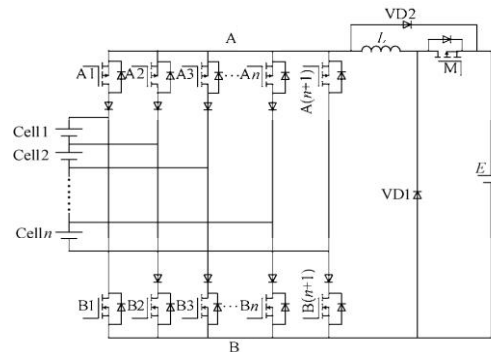 VD2
A
L
A1
A2
A3
···
An
A(n+1)
M
Cell1
Cell2
VD1
E
Celln
B1
B2
B3
···
Bn
B(n+1)
B